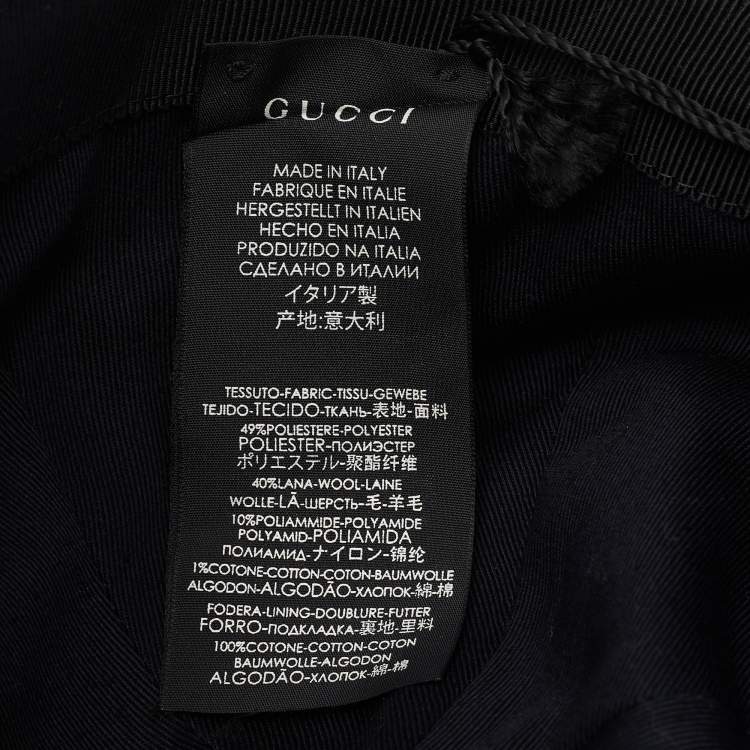 GUCCI
MADE IN ITALY
FABRIQUE EN ITALIE
HERGESTELLT IN ITALIEN
HECHO EN ITALIA
PRODUZIDO NA ITALIA
СДЕЛАНО В ИТАЛИИ
イタリア製
产地:意大利
TESSUTO-FABRIC-TISSU-GEWEBE
TEJIDO-TECIDO-ТКАНЬ-表地-面料
49%POLIESTERE-POLYESTER
POLIESTER-ПОЛИЭСТЕР
ポリエステル-聚酯纤维
40%LANA-WOOL-LAINE
WOLLE-LÃ-ШЕРСТЬ-毛-羊毛
10%POLIAMMIDE-POLYAMIDE
POLYAMID-POLIAMIDA
ПОЛИАМИД-ナイロン-锦纶
1%COTONE-COTTON-COTON-BAUMWOLLE
ALGODON-ALGODÃO-ХЛОПОК-綿-棉
FODERA-LINING-DOUBLURE-FUTTER
FORRO-ПОДКЛАДКА-裏地-里料
100%COTONE-COTTON-COTON
BAUMWOLLE-ALGODON
ALGODÃO-ХЛОПОК-綿-棉